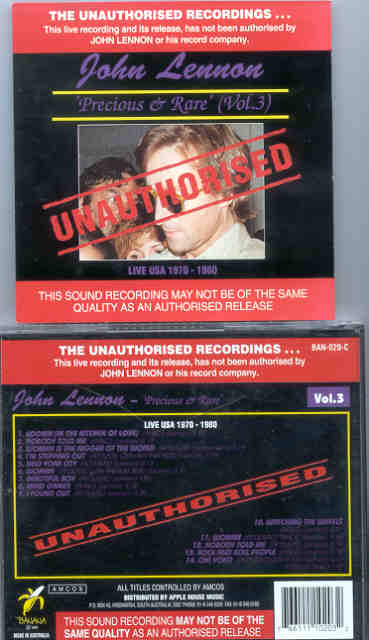 THE UNAUTHORISED RECORDINGS ...
This live recording and its release, has not been authorised by
JOHN LENNON or his record company.
John Lennon
'Precious & Rare' (Vol.3)
UNAUTHORISED
LIVE USA 1970 - 1980
THIS SOUND RECORDING MAY NOT BE OF THE SAME
QUALITY AS AN AUTHORISED RELEASE
THE UNAUTHORISED RECORDINGS ...
BAN-029-C
This live recording and its release, has not been authorised by
JOHN LENNON or his record company.
John Lennon - 'Precious & Rare'
Vol.3
LIVE USA 1970 - 1980
1. WOMAN (IS THE NIGGER OF LOVE)
2. NOBODY TOLD ME
3. WOMAN IS THE NIGGER OF THE WORLD
4. I'M STEPPING OUT
5. NEW YORK CITY
6. WOMAN
7. BEAUTIFUL BOY
8. MIND GAMES
9. I FOUND OUT
UNAUTHORISED
10. WATCHING THE WHEELS
11. WOMAN
12. NOBODY TOLD ME
13. ROCK AND ROLL PEOPLE
14. OH! YOKO
BANANA
MADE IN AUSTRALIA
AMCOS
ALL TITLES CONTROLLED BY AMCOS
DISTRIBUTED BY APPLE HOUSE MUSIC
THIS SOUND RECORDING MAY NOT BE OF THE
SAME QUALITY AS AN AUTHORISED RELEASE